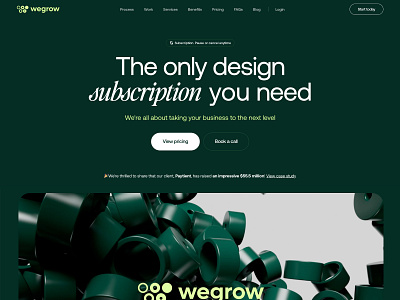 wegrow
Process Work Services Benefits Pricing FAQs Blog Login
Start today
Subscription. Pause or cancel anytime
The only design
subscription you need
We're all about taking your business to the next level
View pricing
Book a call
🎉 We're thrilled to share that our client, Paytient, has raised an impressive $55.5 million! View case study
wegrow